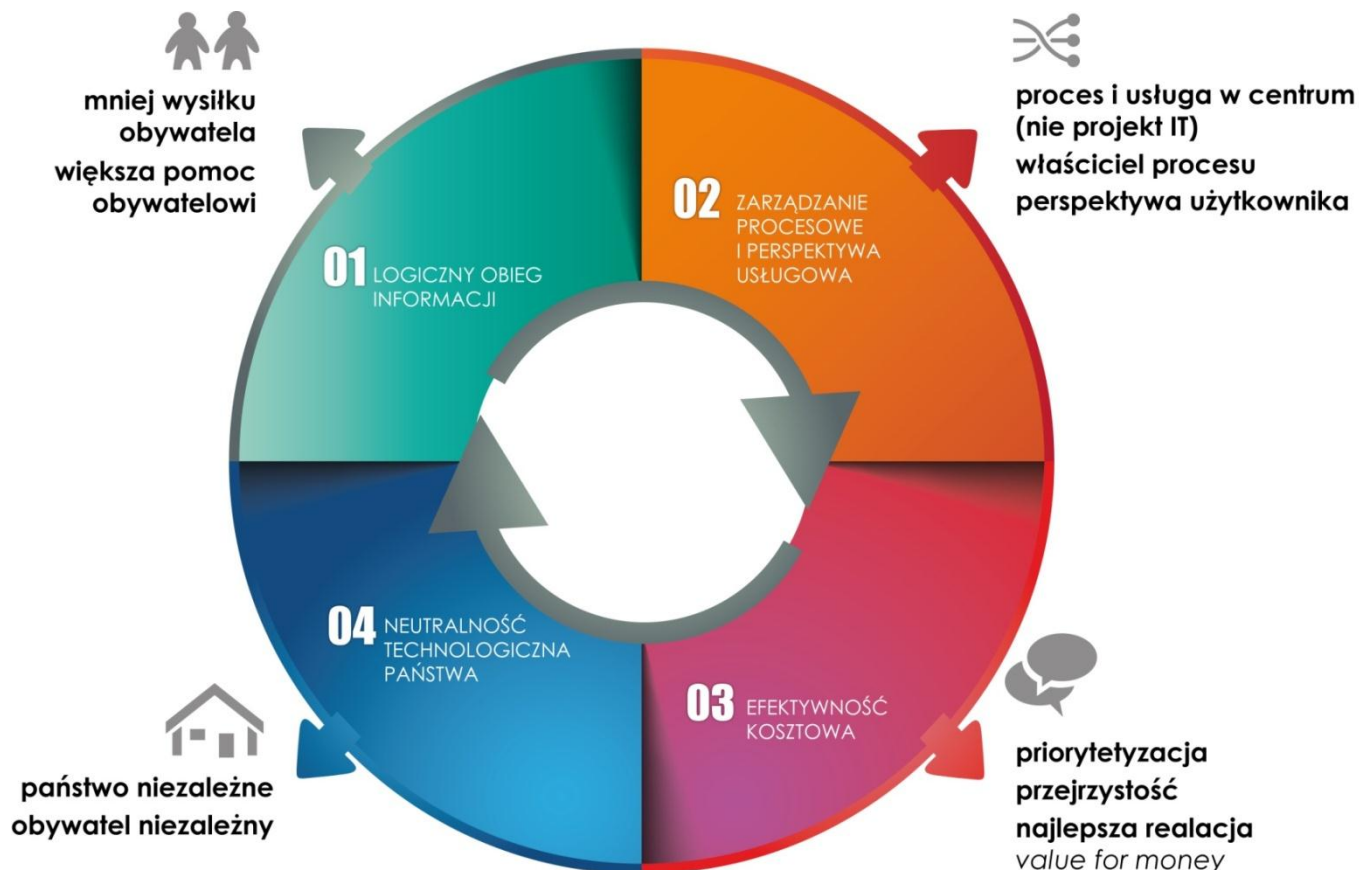 mniej wysiłku
obywatela
większa pomoc
obywatelowi
01 LOGICZNY OBIEG
INFORMACJI
proces i usługa w centrum
(nie projekt IT)
właściciel procesu
perspektywa użytkownika
02 ZARZĄDZANIE
PROCESOWE
I PERSPEKTYWA
USŁUGOWA
03 EFEKTYWNOŚĆ
KOSZTOWA
priorytetyzacja
przejrzystość
najlepsza realacja
value for money
04 NEUTRALNOŚĆ
TECHNOLOGICZNA
PAŃSTWA
państwo niezależne
obywatel niezależny